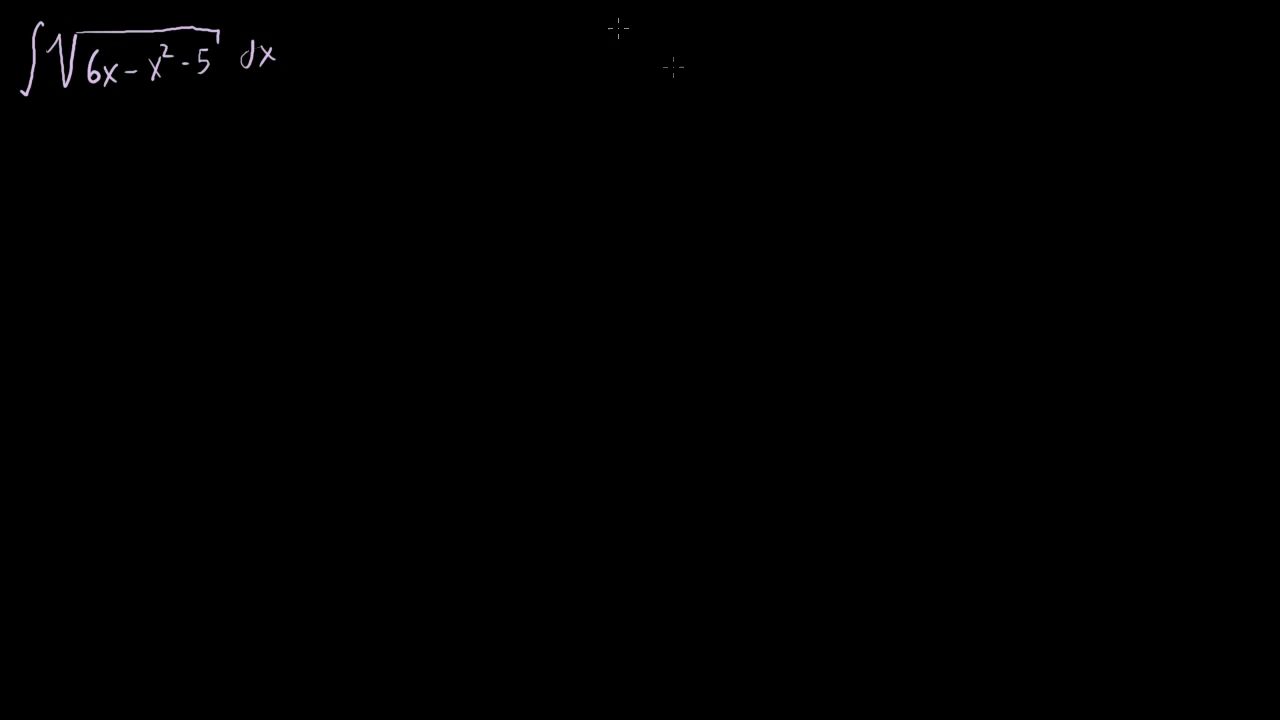 ∫√(6x − x² − 5) dx